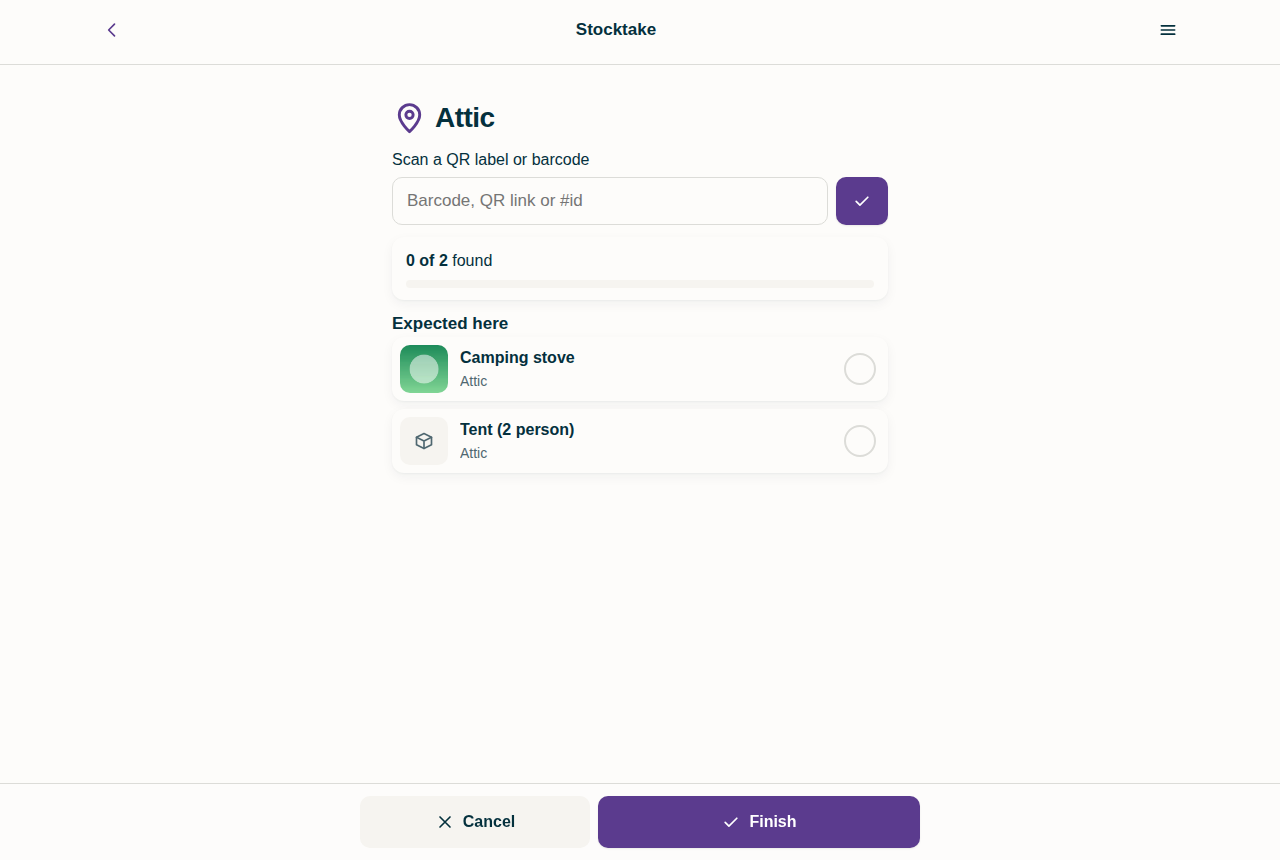 Stocktake
Attic
Scan a QR label or barcode
Barcode, QR link or #id
0 of 2 found
Expected here
Camping stove
Attic
Tent (2 person)
Attic
Cancel
Finish